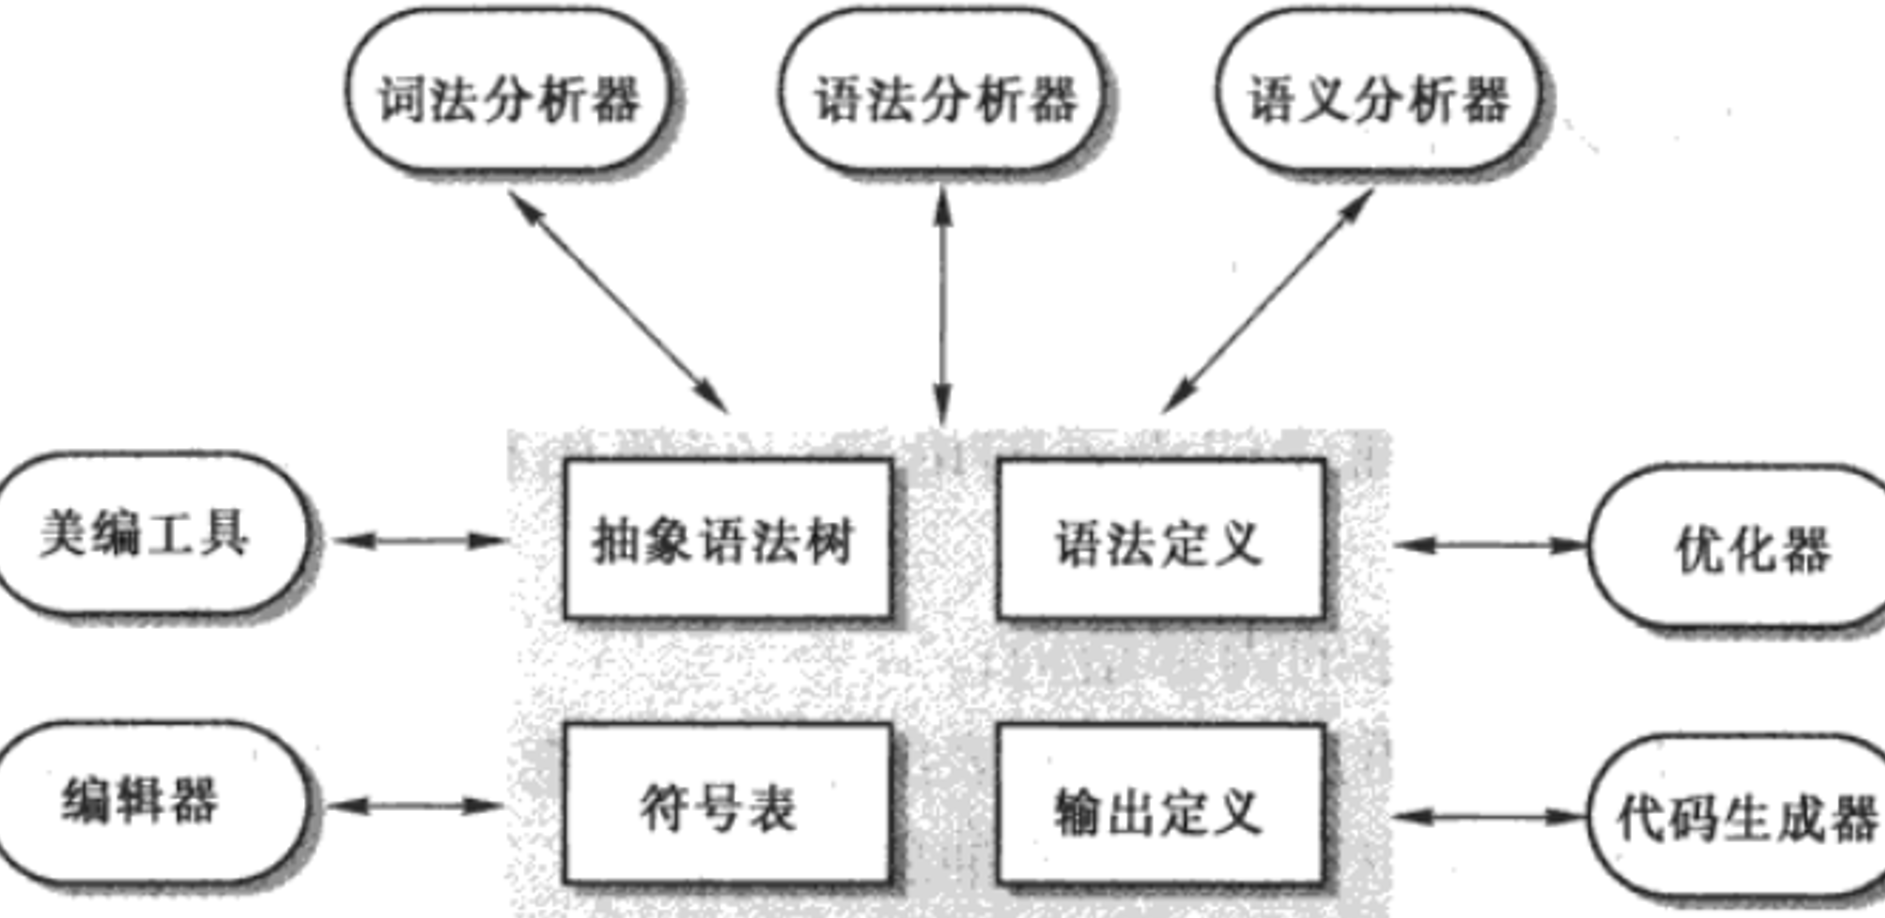 词法分析器
语法分析器
语义分析器
美编工具
抽象语法树
语法定义
优化器
编辑器
符号表
输出定义
代码生成器